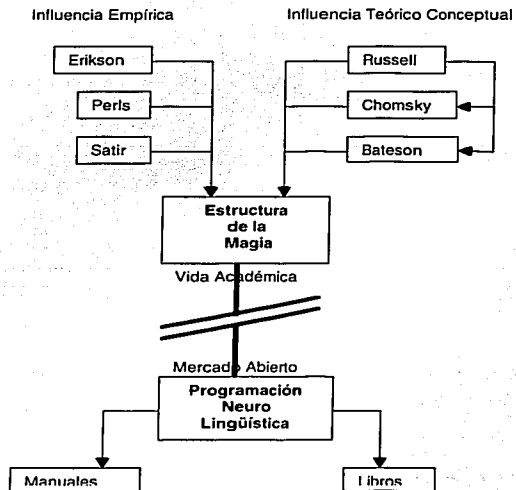 Influencia Empírica
Influencia Teórico Conceptual
Erikson
Russell
Perls
Chomsky
Satir
Bateson
Estructura
de la
Magia
Vida Académica
Mercado Abierto
Programación
Neuro
Lingüística
Manuales
Libros